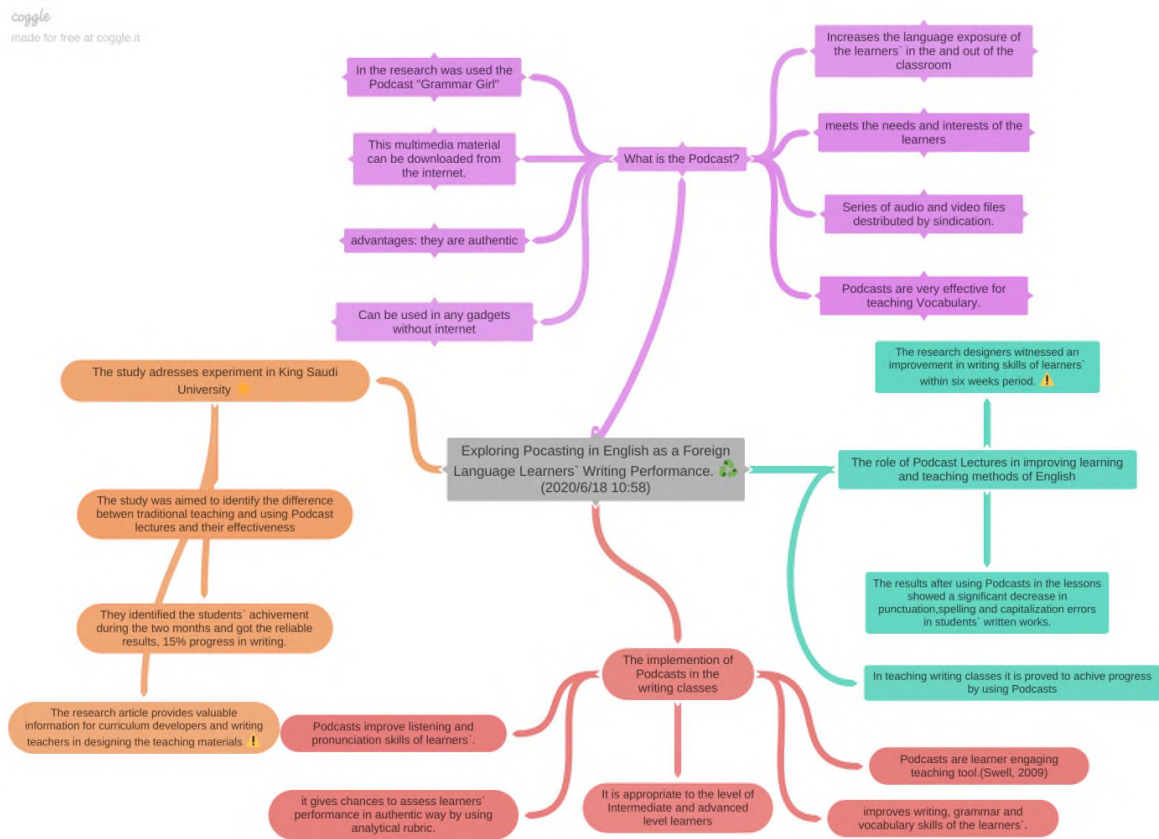 coggle
made for free at coggle.it
In the research was used the
Podcast "Grammar Girl"
This multimedia material
can be downloaded from
the internet.
advantages: they are authentic
Can be used in any gadgets
without internet
What is the Podcast?
Increases the language exposure of
the learners` in the and out of the
classroom
meets the needs and interests of the
learners
Series of audio and video files
destributed by sindication.
Podcasts are very effective for
teaching Vocabulary.
The study adresses experiment in King Saudi
University
The study was aimed to identify the difference
betwen traditional teaching and using Podcast
lectures and their effectiveness
They identified the students` achivement
during the two months and got the reliable
results, 15% progress in writing.
The research article provides valuable
information for curriculum developers and writing
teachers in designing the teaching materials
Exploring Pocasting in English as a Foreign
Language Learners` Writing Performance.
(2020/6/18 10:58)
The research designers witnessed an
improvement in writing skills of learners`
within six weeks period.
The role of Podcast Lectures in improving learning
and teaching methods of English
The results after using Podcasts in the lessons
showed a significant decrease in
punctuation,spelling and capitalization errors
in students` written works.
In teaching writing classes it is proved to achive progress
by using Podcasts
The implemention of
Podcasts in the
writing classes
Podcasts improve listening and
pronunciation skills of learners`.
it gives chances to assess learners`
performance in authentic way by using
analytical rubric.
It is appropriate to the level of
Intermediate and advanced
level learners
Podcasts are learner engaging
teaching tool.(Swell, 2009)
improves writing, grammar and
vocabulary skills of the learners`.